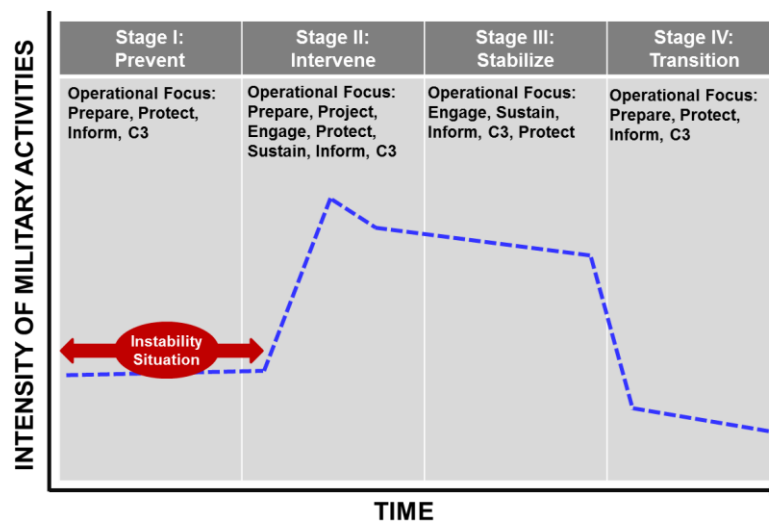 Stage I:
Prevent
Stage II:
Intervene
Stage III:
Stabilize
Stage IV:
Transition
Operational Focus:
Prepare, Protect,
Inform, C3
Operational Focus:
Prepare, Project,
Engage, Protect,
Sustain, Inform, C3
Operational Focus:
Engage, Sustain,
Inform, C3, Protect
Operational Focus:
Prepare, Protect,
Inform, C3
Instability
Situation
INTENSITY OF MILITARY ACTIVITIES
TIME